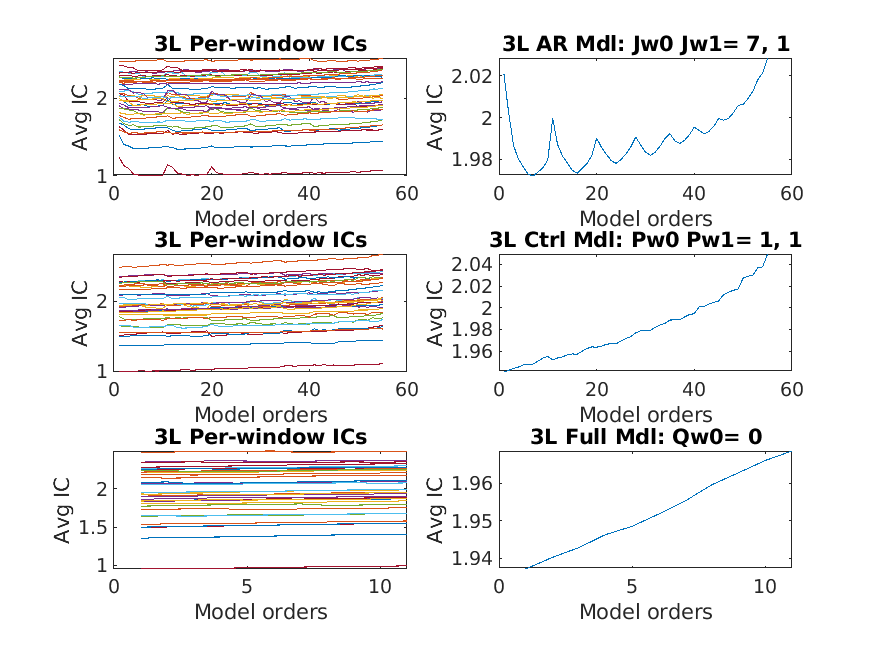 3L Per-window ICs
3L AR Mdl: Jw0 Jw1= 7, 1
Avg IC
2
1
0
20
40
60
Model orders
Avg IC
2.02
2
1.98
0
20
40
60
Model orders
3L Per-window ICs
3L Ctrl Mdl: Pw0 Pw1= 1, 1
Avg IC
2
1
0
20
40
60
Model orders
Avg IC
2.04
2.02
2
1.98
1.96
0
20
40
60
Model orders
3L Per-window ICs
3L Full Mdl: Qw0= 0
Avg IC
2
1.5
1
0
5
10
Model orders
Avg IC
1.96
1.95
1.94
0
5
10
Model orders